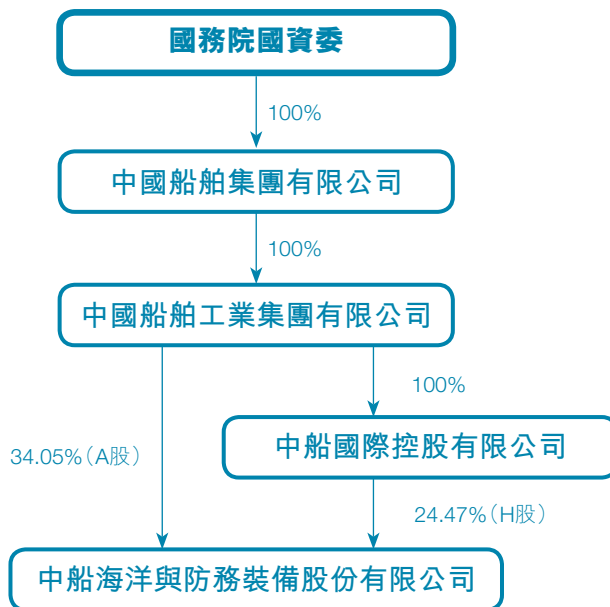 國務院國資委
100%
中國船舶集團有限公司
100%
中國船舶工業集團有限公司
100%
34.05%(A股)
中船國際控股有限公司
24.47%(H股)
中船海洋與防務裝備股份有限公司